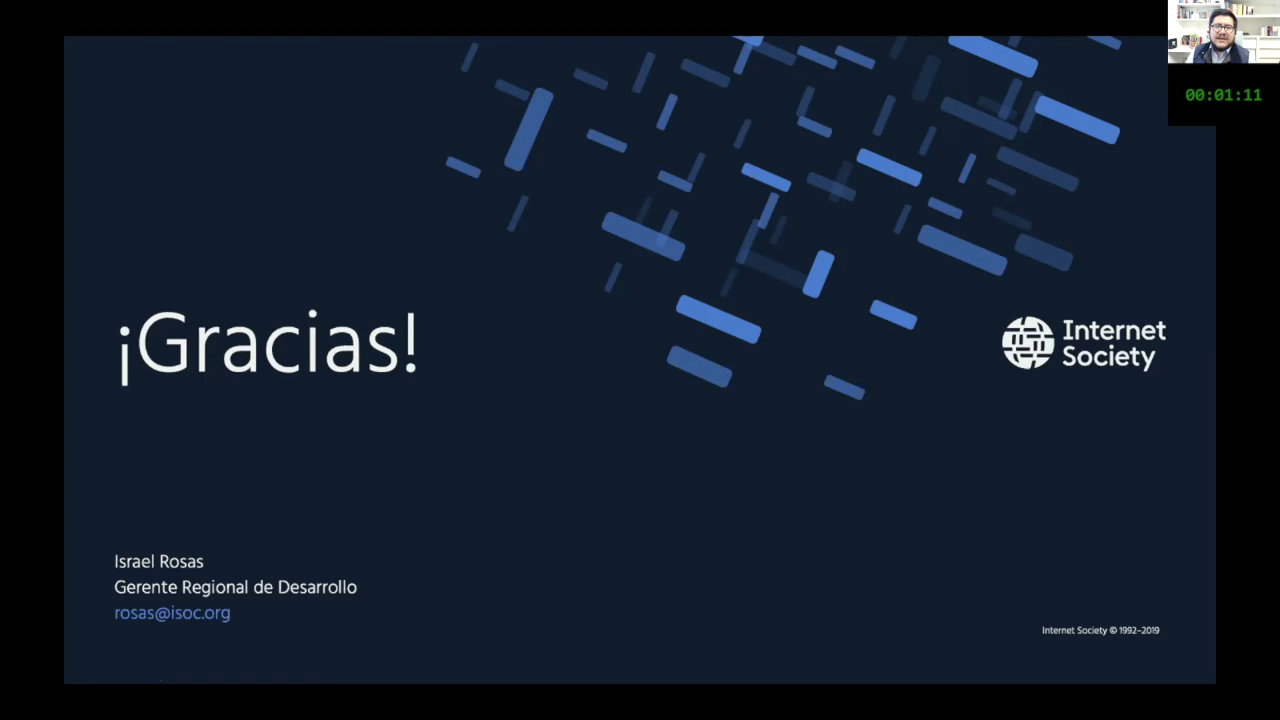 00:01:11
¡Gracias!
Internet
Society
Israel Rosas
Gerente Regional de Desarrollo
rosas@isoc.org
Internet Society © 1992–2019